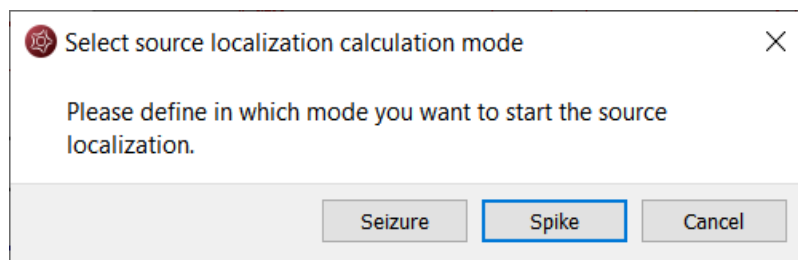 Select source localization calculation mode
Please define in which mode you want to start the source
localization.
Seizure Spike Cancel